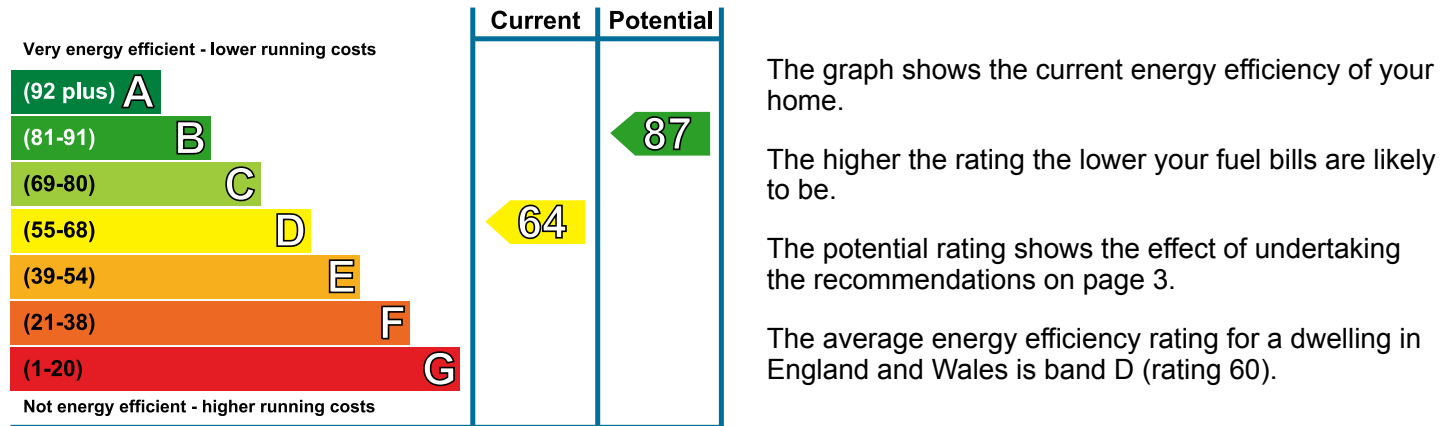 Current Potential
Very energy efficient - lower running costs
(92 plus) A
(81-91) B
87
(69-80) C
(55-68) D
64
(39-54) E
(21-38) F
(1-20) G
Not energy efficient - higher running costs
The graph shows the current energy efficiency of your
home.
The higher the rating the lower your fuel bills are likely
to be.
The potential rating shows the effect of undertaking
the recommendations on page 3.
The average energy efficiency rating for a dwelling in
England and Wales is band D (rating 60).